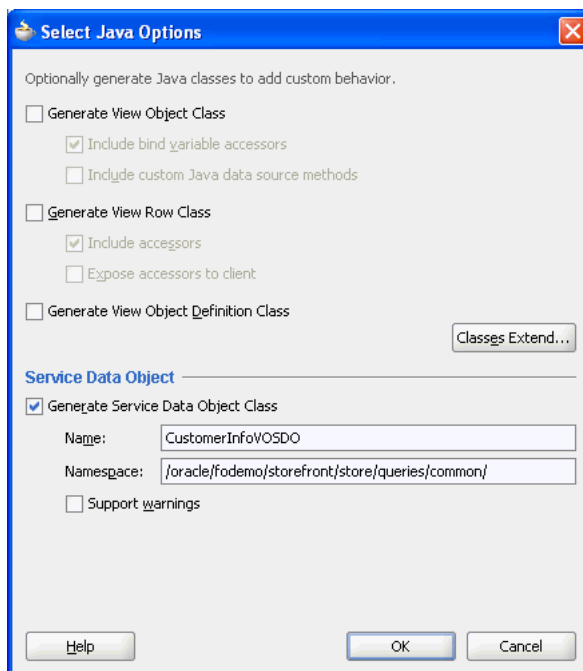 Select Java Options
Optionally generate Java classes to add custom behavior.
Generate View Object Class
Include bind variable accessors
Include custom Java data source methods
Generate View Row Class
Include accessors
Expose accessors to client
Generate View Object Definition Class
Classes Extend...
Service Data Object
Generate Service Data Object Class
Name: CustomerInfoVOSDO
Namespace: /oracle/fodemo/storefront/store/queries/common/
Support warnings
Help OK Cancel